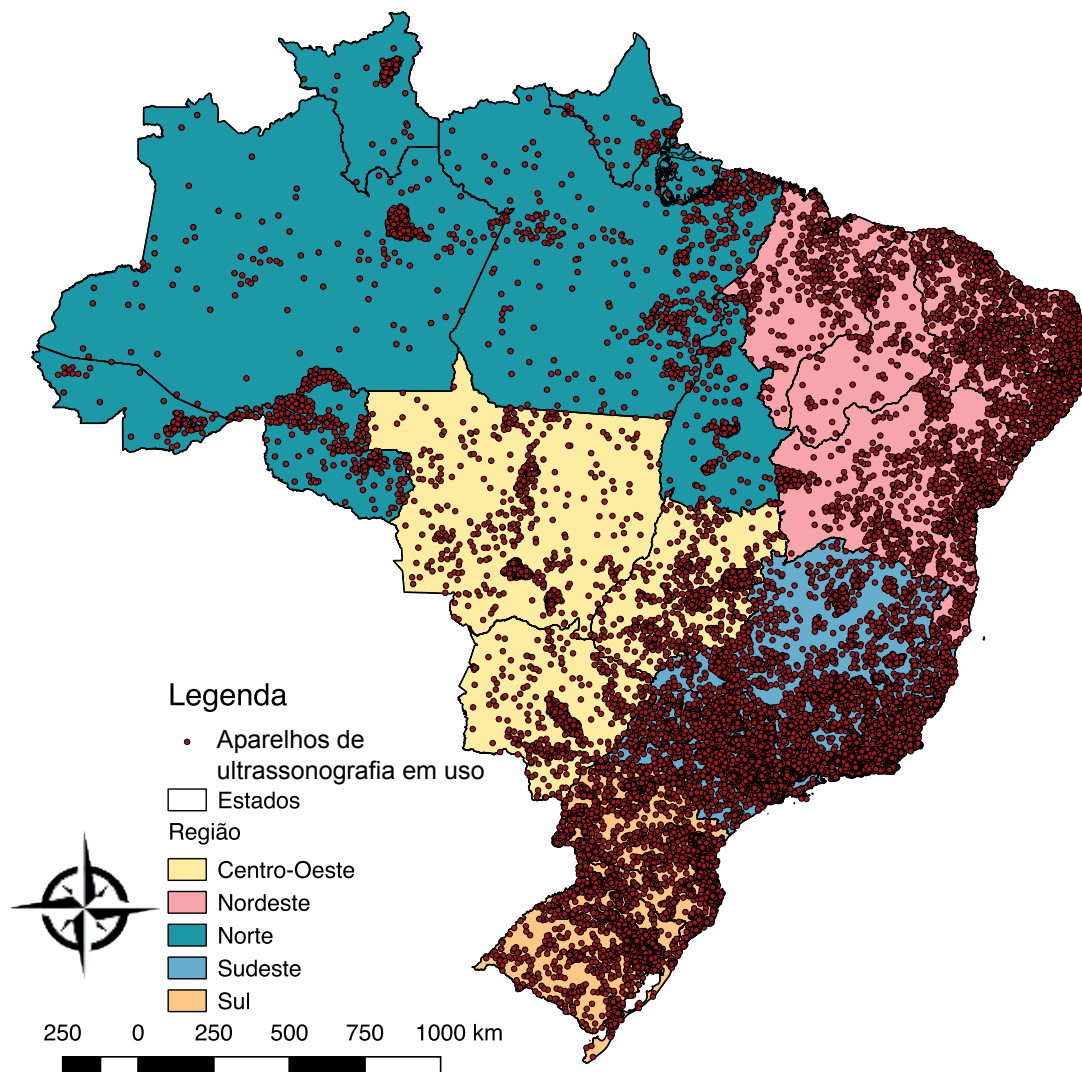 Legenda
Aparelhos de
ultrassonografia em uso
Estados
Região
Centro-Oeste
Nordeste
Norte
Sudeste
Sul
250 0 250 500 750 1000 km